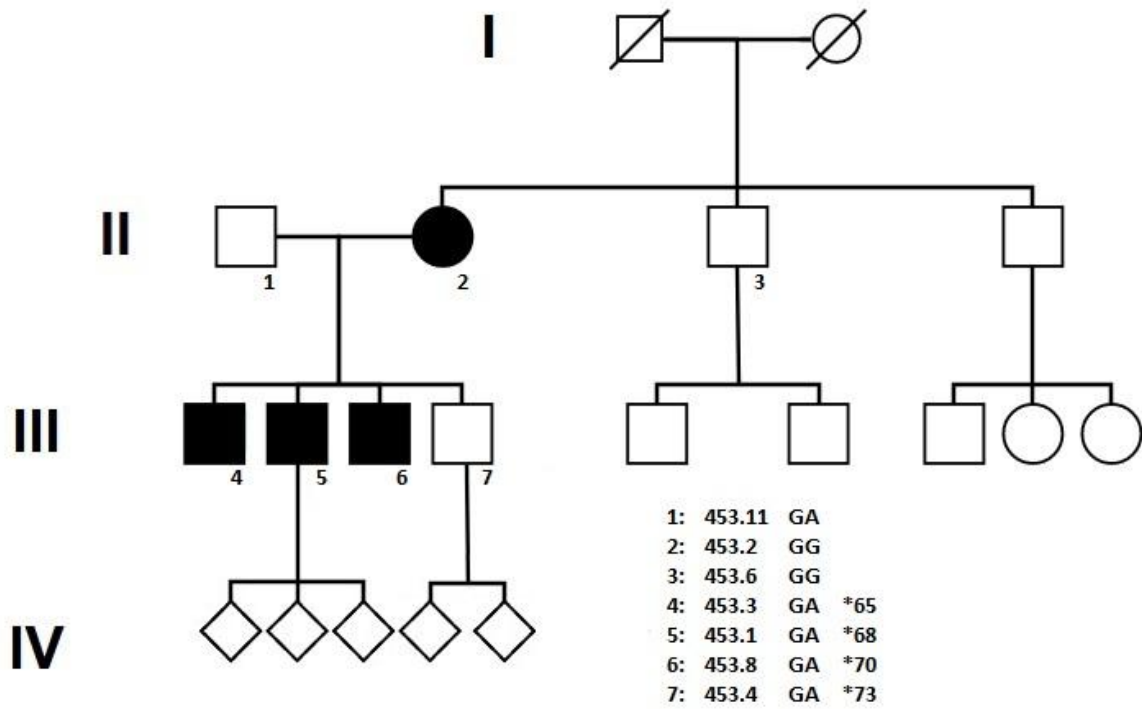 I
II
1 2 3
III
4 5 6 7
1: 453.11 GA
2: 453.2 GG
3: 453.6 GG
4: 453.3 GA *65
5: 453.1 GA *68
6: 453.8 GA *70
7: 453.4 GA *73
IV